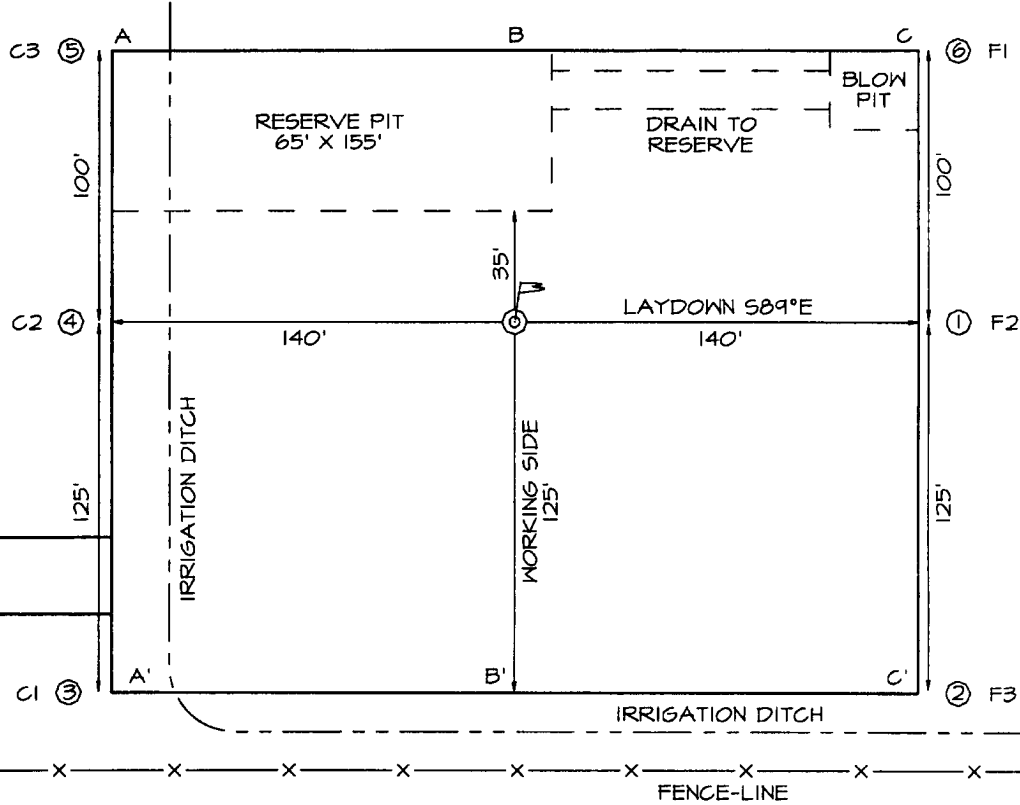 A B C
C3 5 6 F1
BLOW
PIT
RESERVE PIT
65' X 155'
DRAIN TO
RESERVE
100' 100'
35'
LAYDOWN S89°E
C2 4 1 F2
140' 140'
IRRIGATION DITCH
WORKING SIDE
125'
125' 125'
A' B' C'
C1 3 2 F3
IRRIGATION DITCH
FENCE-LINE